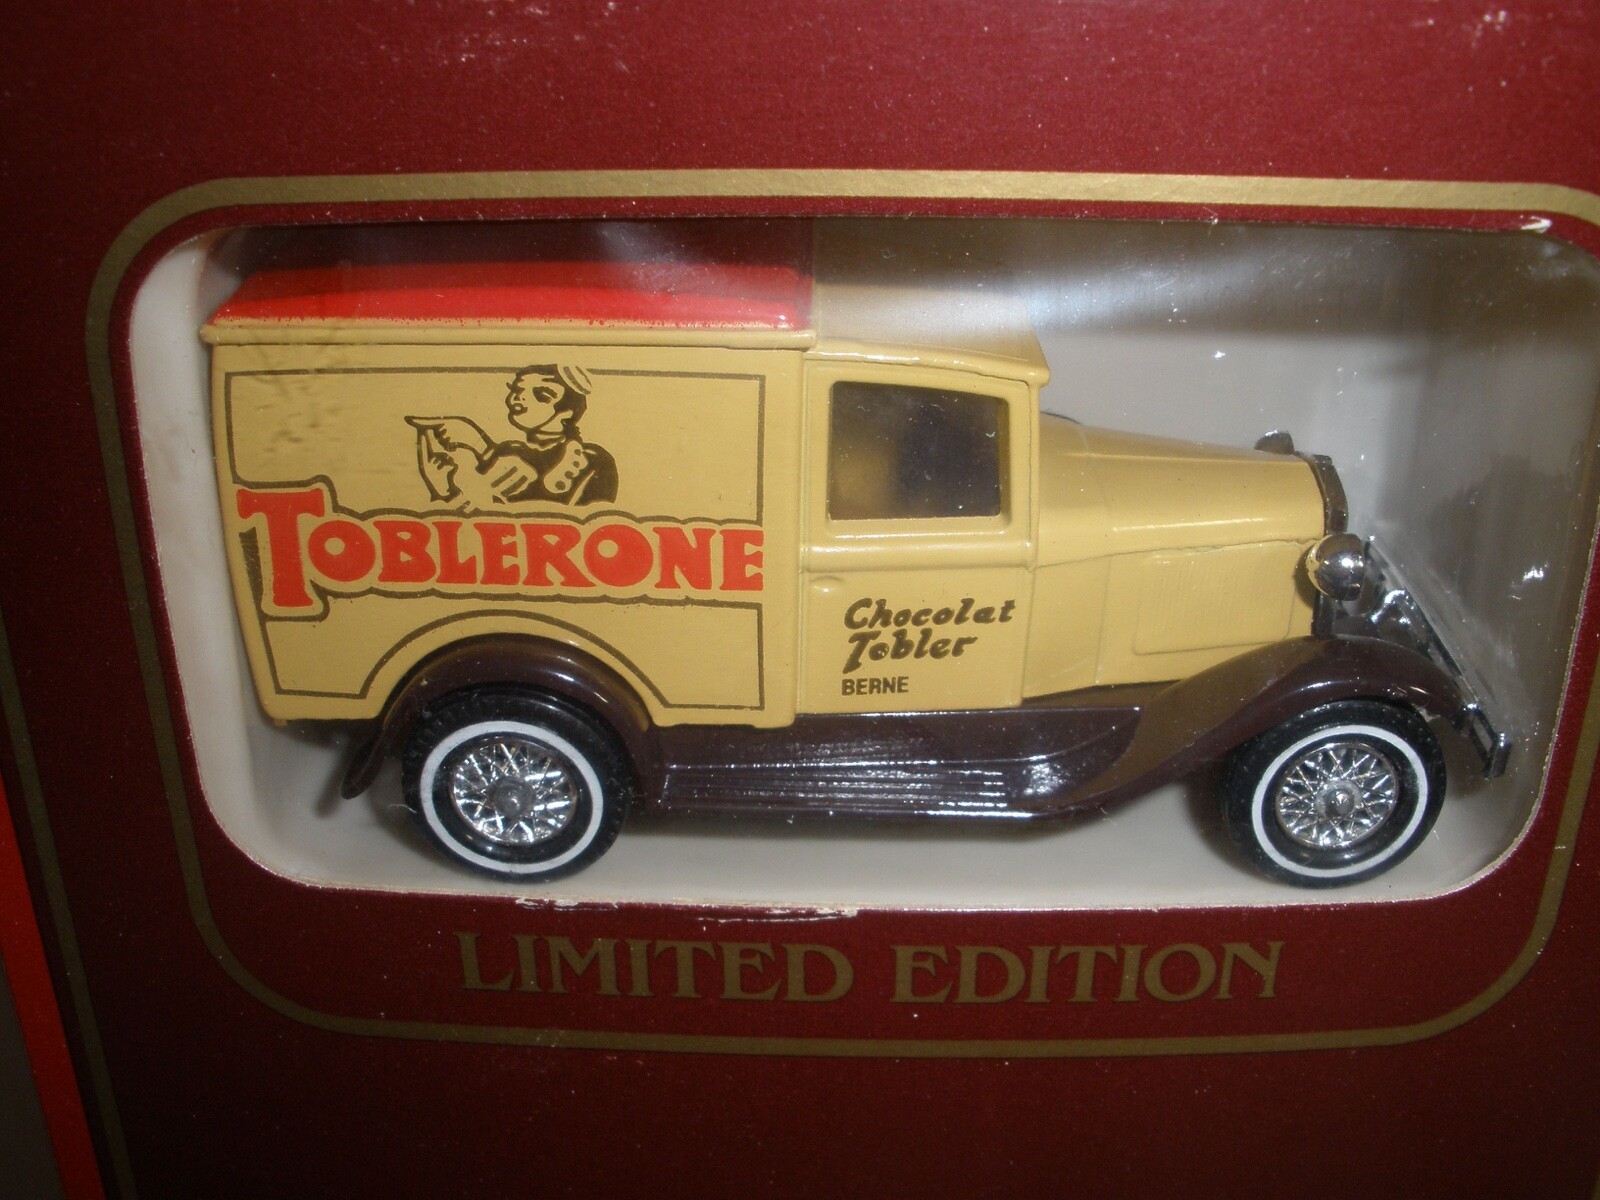 TOBLERONE
Chocolat
Tobler
BERNE
LIMITED EDITION